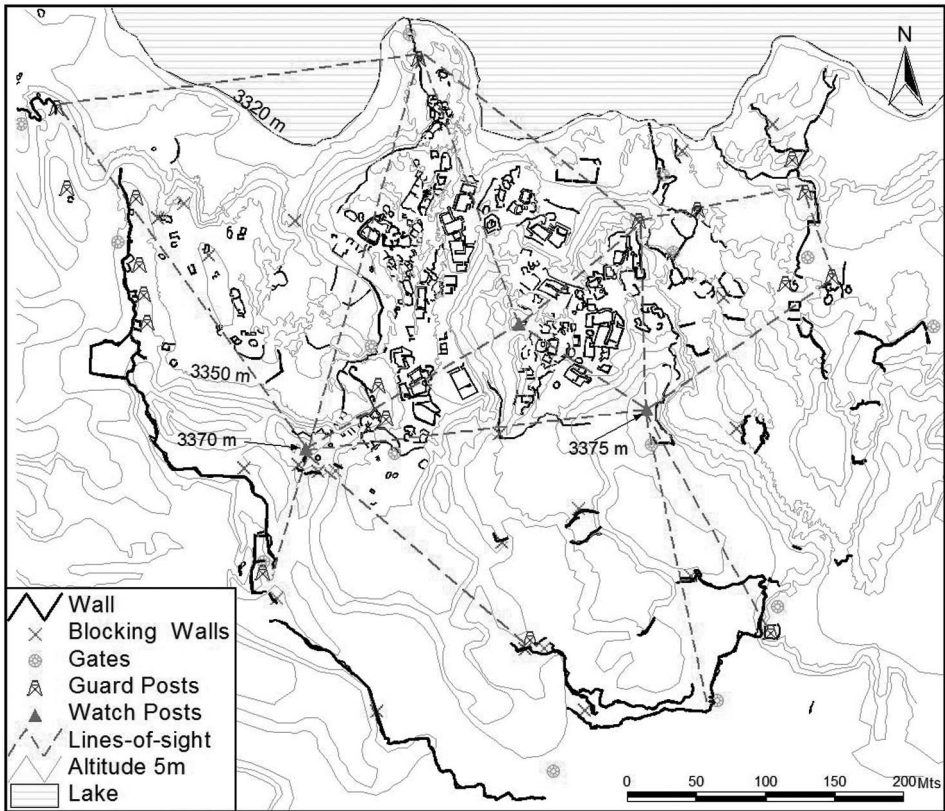 N
3320 m
3350 m
3370 m
3375 m
Wall
Blocking Walls
Gates
Guard Posts
Watch Posts
Lines-of-sight
Altitude 5m
Lake
0 50 100 150 200 Mts